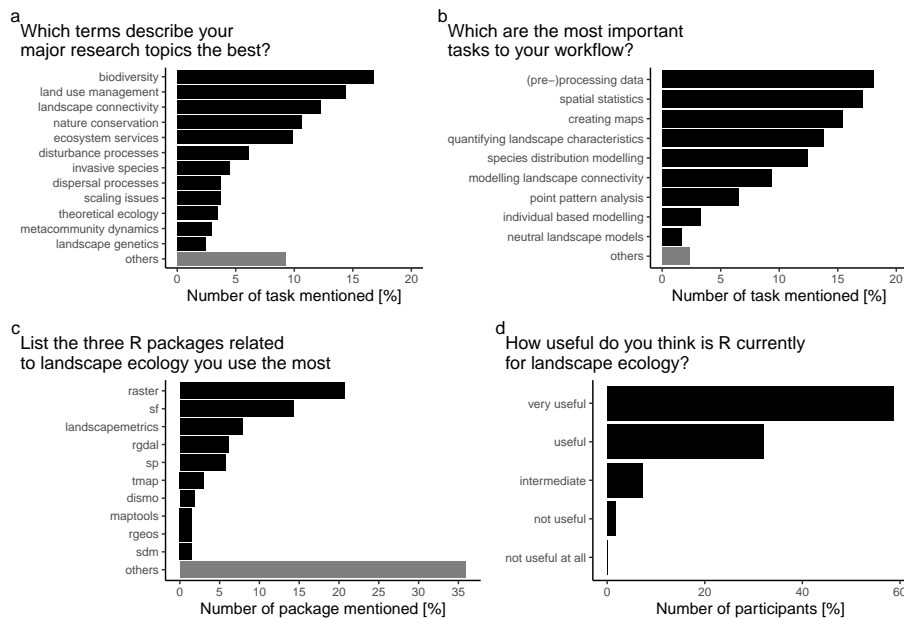 a
Which terms describe your
major research topics the best?
biodiversity
land use management
landscape connectivity
nature conservation
ecosystem services
disturbance processes
invasive species
dispersal processes
scaling issues
theoretical ecology
metacommunity dynamics
landscape genetics
others
0 5 10 15 20
Number of task mentioned [%]
b
Which are the most important
tasks to your workflow?
(pre−)processing data
spatial statistics
creating maps
quantifying landscape characteristics
species distribution modelling
modelling landscape connectivity
point pattern analysis
individual based modelling
neutral landscape models
others
0 5 10 15 20
Number of task mentioned [%]
c
List the three R packages related
to landscape ecology you use the most
raster
sf
landscapemetrics
rgdal
sp
tmap
dismo
maptools
rgeos
sdm
others
0 5 10 15 20 25 30 35
Number of package mentioned [%]
d
How useful do you think is R currently
for landscape ecology?
very useful
useful
intermediate
not useful
not useful at all
0 20 40 60
Number of participants [%]